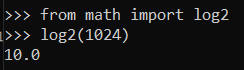 >>> from math import log2
>>> log2(1024)
10.0